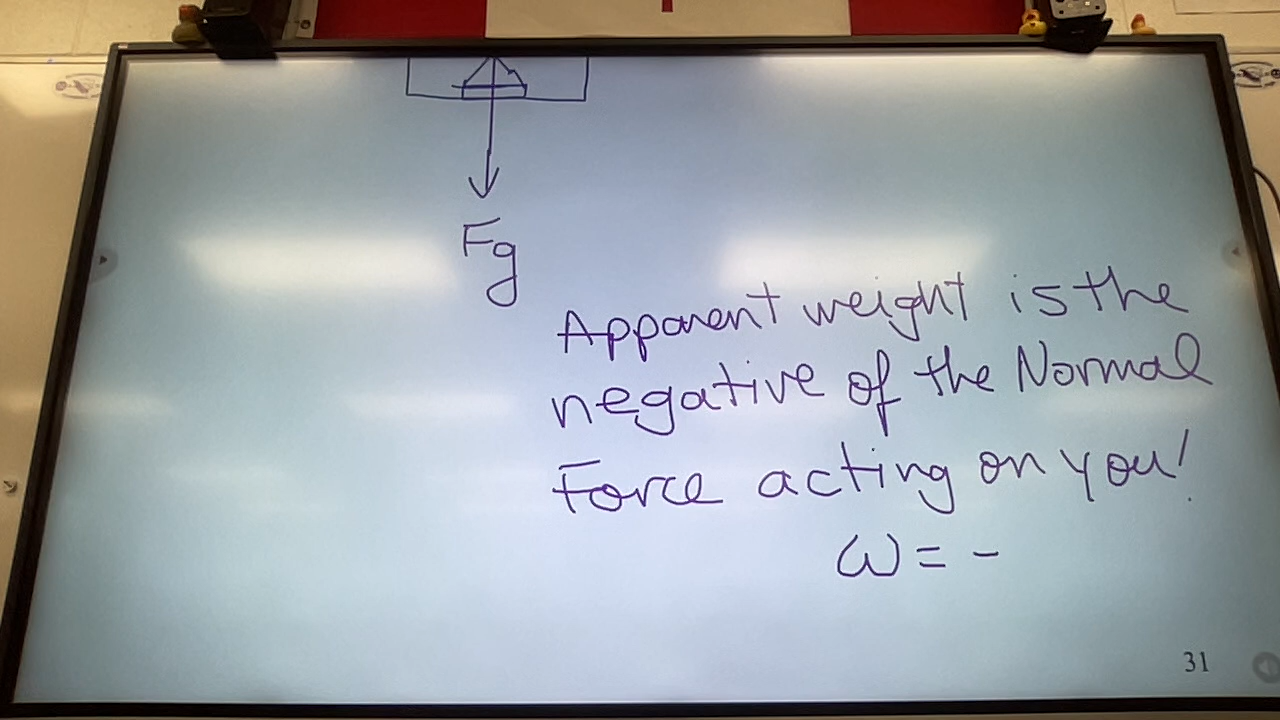 Fg
Apparent weight is the
negative of the Normal
Force acting on you!
ω = -
31